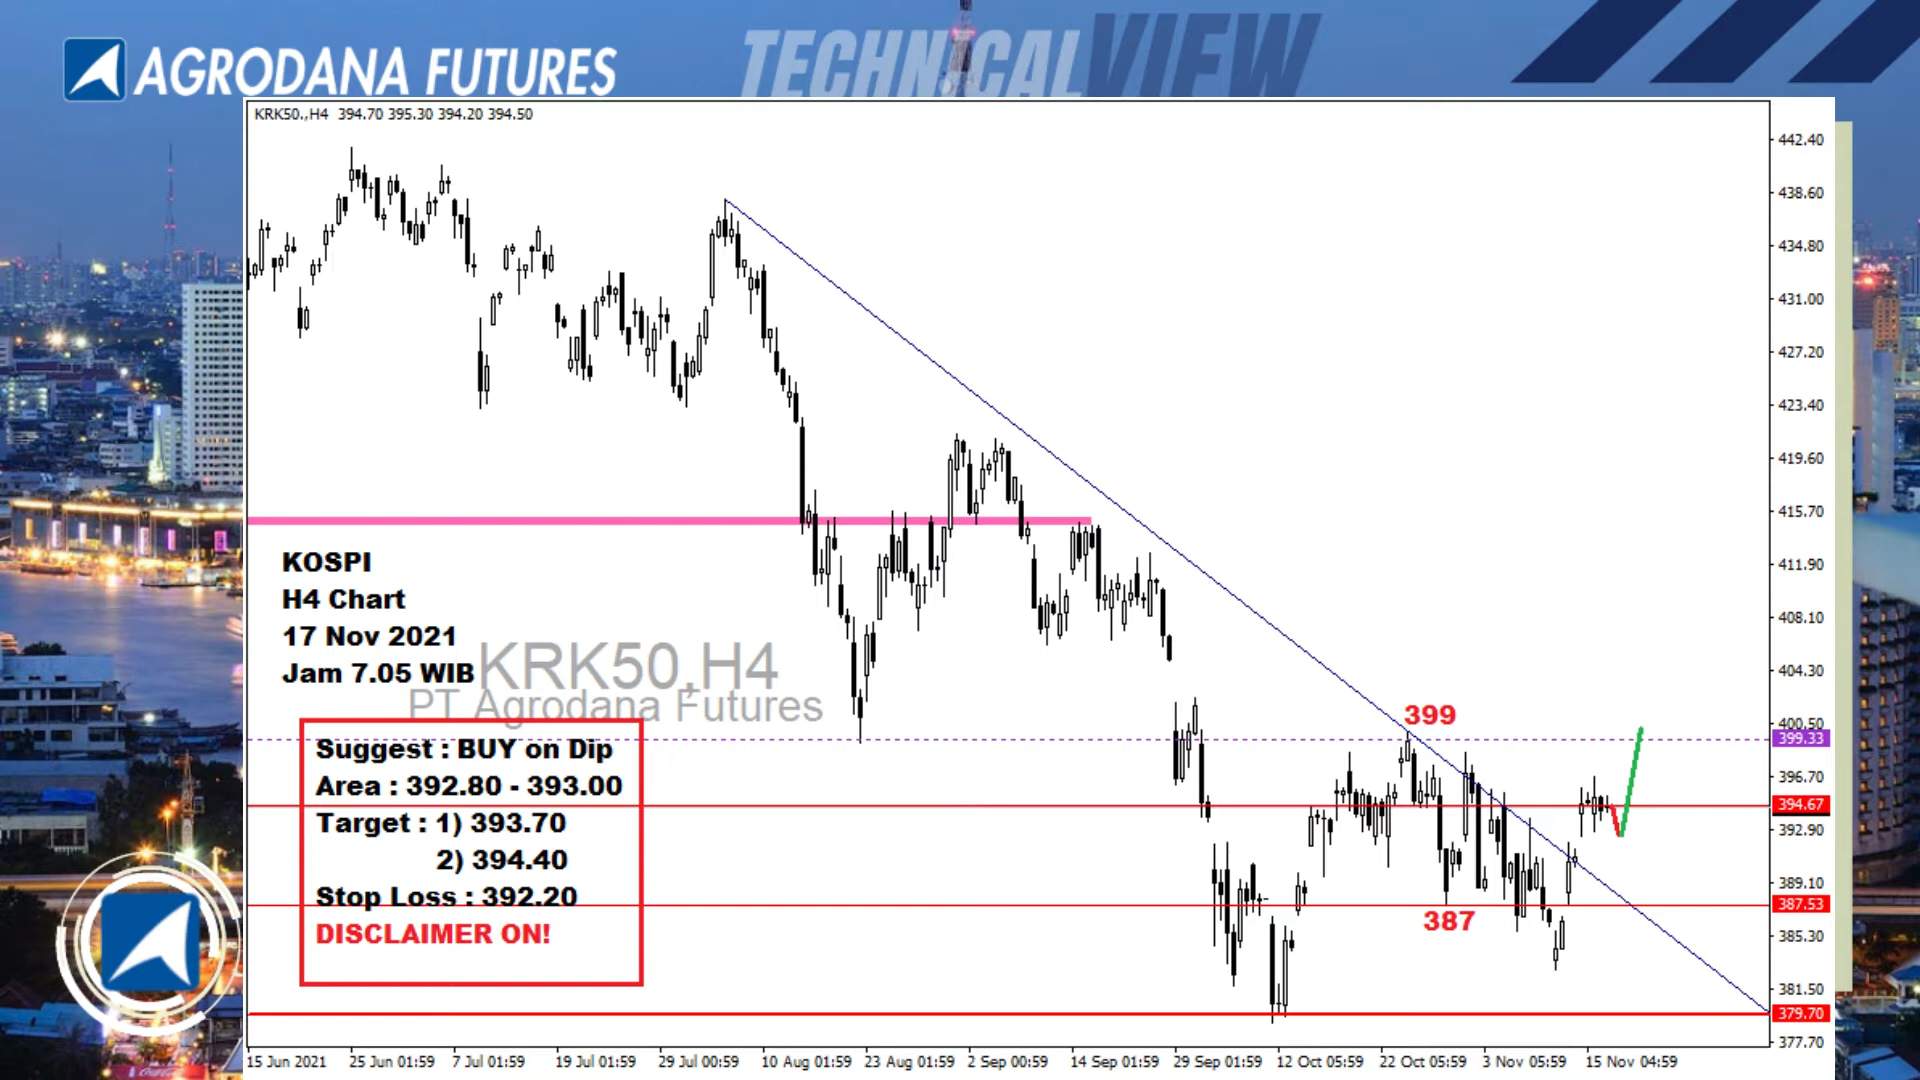 AGRODANA FUTURES
TECHNICAL VIEW
KRK50.,H4 394.70 395.30 394.20 394.50
442.40
438.60
434.80
431.00
427.20
423.40
419.60
415.70
411.90
408.10
404.30
400.50
399.33
396.70
394.67
392.90
389.10
387.53
385.30
381.50
379.70
377.70
KOSPI
H4 Chart
17 Nov 2021
Jam 7.05 WIB
KRK50,H4
PT Agrodana Futures
Suggest : BUY on Dip
Area : 392.80 - 393.00
Target : 1) 393.70
2) 394.40
Stop Loss : 392.20
DISCLAIMER ON!
399
387
15 Jun 2021 25 Jun 01:59 7 Jul 01:59 19 Jul 01:59 29 Jul 00:59 10 Aug 01:59 23 Aug 01:59 2 Sep 00:59 14 Sep 01:59 29 Sep 01:59 12 Oct 05:59 22 Oct 05:59 3 Nov 05:59 15 Nov 04:59